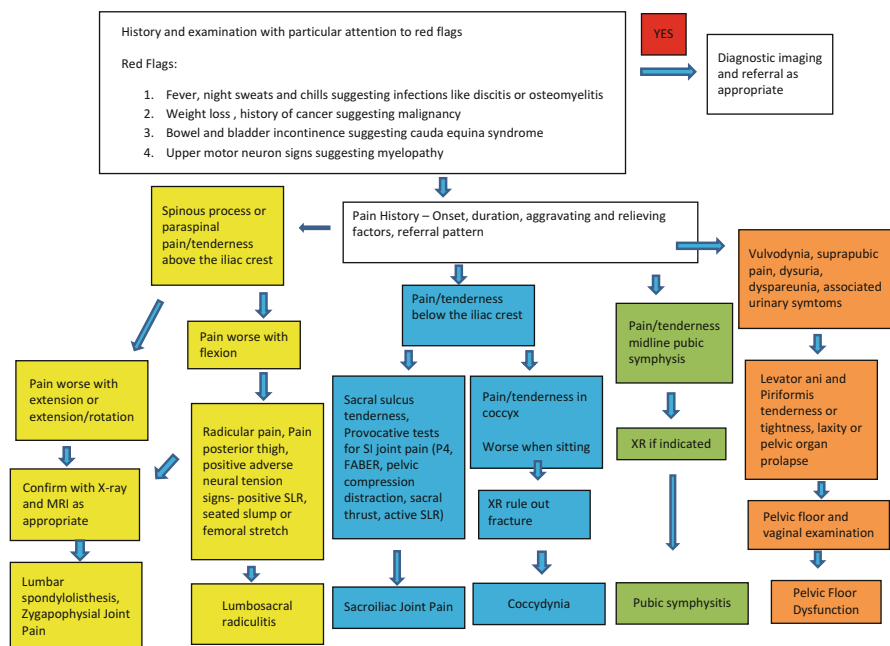 History and examination with particular attention to red flags
Red Flags:
1. Fever, night sweats and chills suggesting infections like discitis or osteomyelitis
2. Weight loss , history of cancer suggesting malignancy
3. Bowel and bladder incontinence suggesting cauda equina syndrome
4. Upper motor neuron signs suggesting myelopathy
YES
Diagnostic imaging
and referral as
appropriate
Pain History – Onset, duration, aggravating and relieving
factors, referral pattern
Spinous process or
paraspinal
pain/tenderness
above the iliac crest
Pain worse with
extension or
extension/rotation
Pain worse with
flexion
Confirm with X-ray
and MRI as
appropriate
Radicular pain, Pain
posterior thigh,
positive adverse
neural tension
signs- positive SLR,
seated slump or
femoral stretch
Lumbar
spondylolisthesis,
Zygapophysial Joint
Pain
Lumbosacral
radiculitis
Pain/tenderness
below the iliac crest
Sacral sulcus
tenderness,
Provocative tests
for SI joint pain (P4,
FABER, pelvic
compression
distraction, sacral
thrust, active SLR)
Sacroiliac Joint Pain
Pain/tenderness in
coccyx
Worse when sitting
XR rule out
fracture
Coccydynia
Pain/tenderness
midline pubic
symphysis
XR if indicated
Pubic symphysitis
Vulvodynia, suprapubic
pain, dysuria,
dyspareunia, associated
urinary symtoms
Levator ani and
Piriformis
tenderness or
tightness, laxity or
pelvic organ
prolapse
Pelvic floor and
vaginal examination
Pelvic Floor
Dysfunction